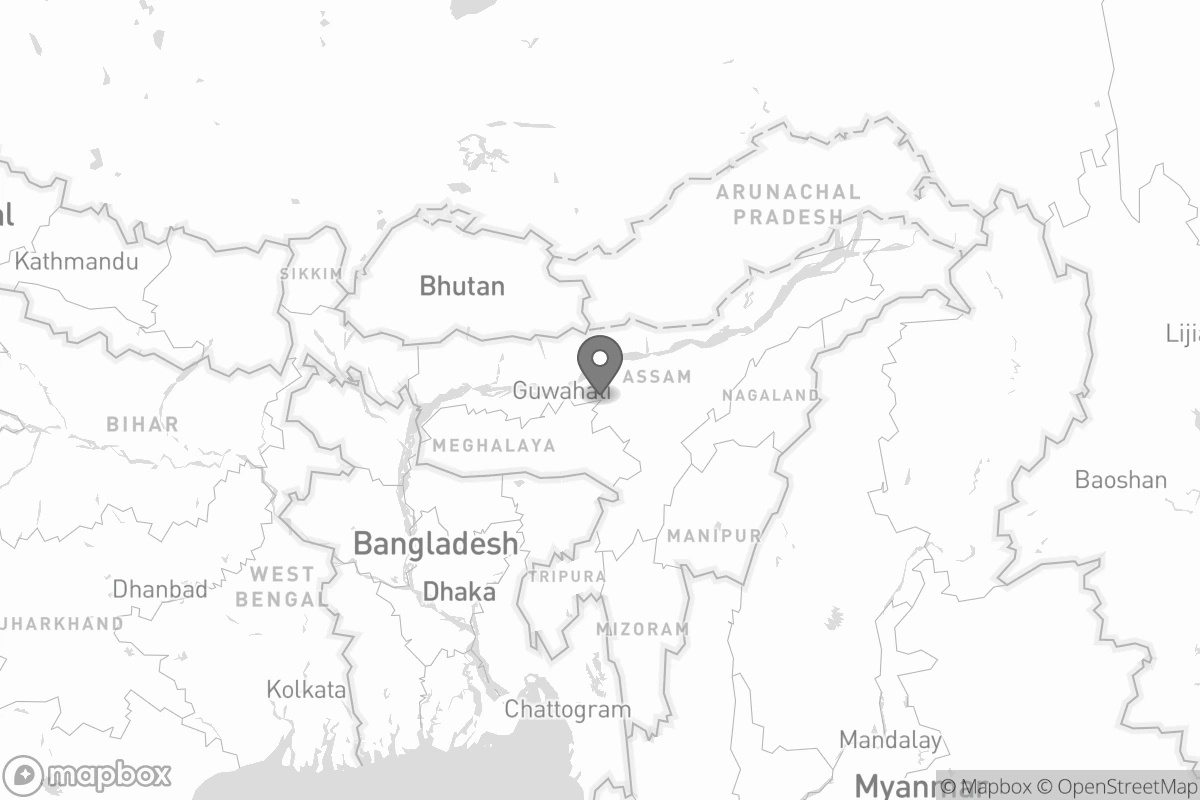 ARUNACHAL
PRADESH
al
Kathmandu
SIKKIM
Bhutan
Liji
Guwahati
ASSAM
NAGALAND
BIHAR
MEGHALAYA
Baoshan
MANIPUR
Bangladesh
WEST
BENGAL
TRIPURA
Dhanbad
Dhaka
JHARKHAND
MIZORAM
Kolkata
Chattogram
Mandalay
mapbox
Myanmar
© Mapbox © OpenStreetMap